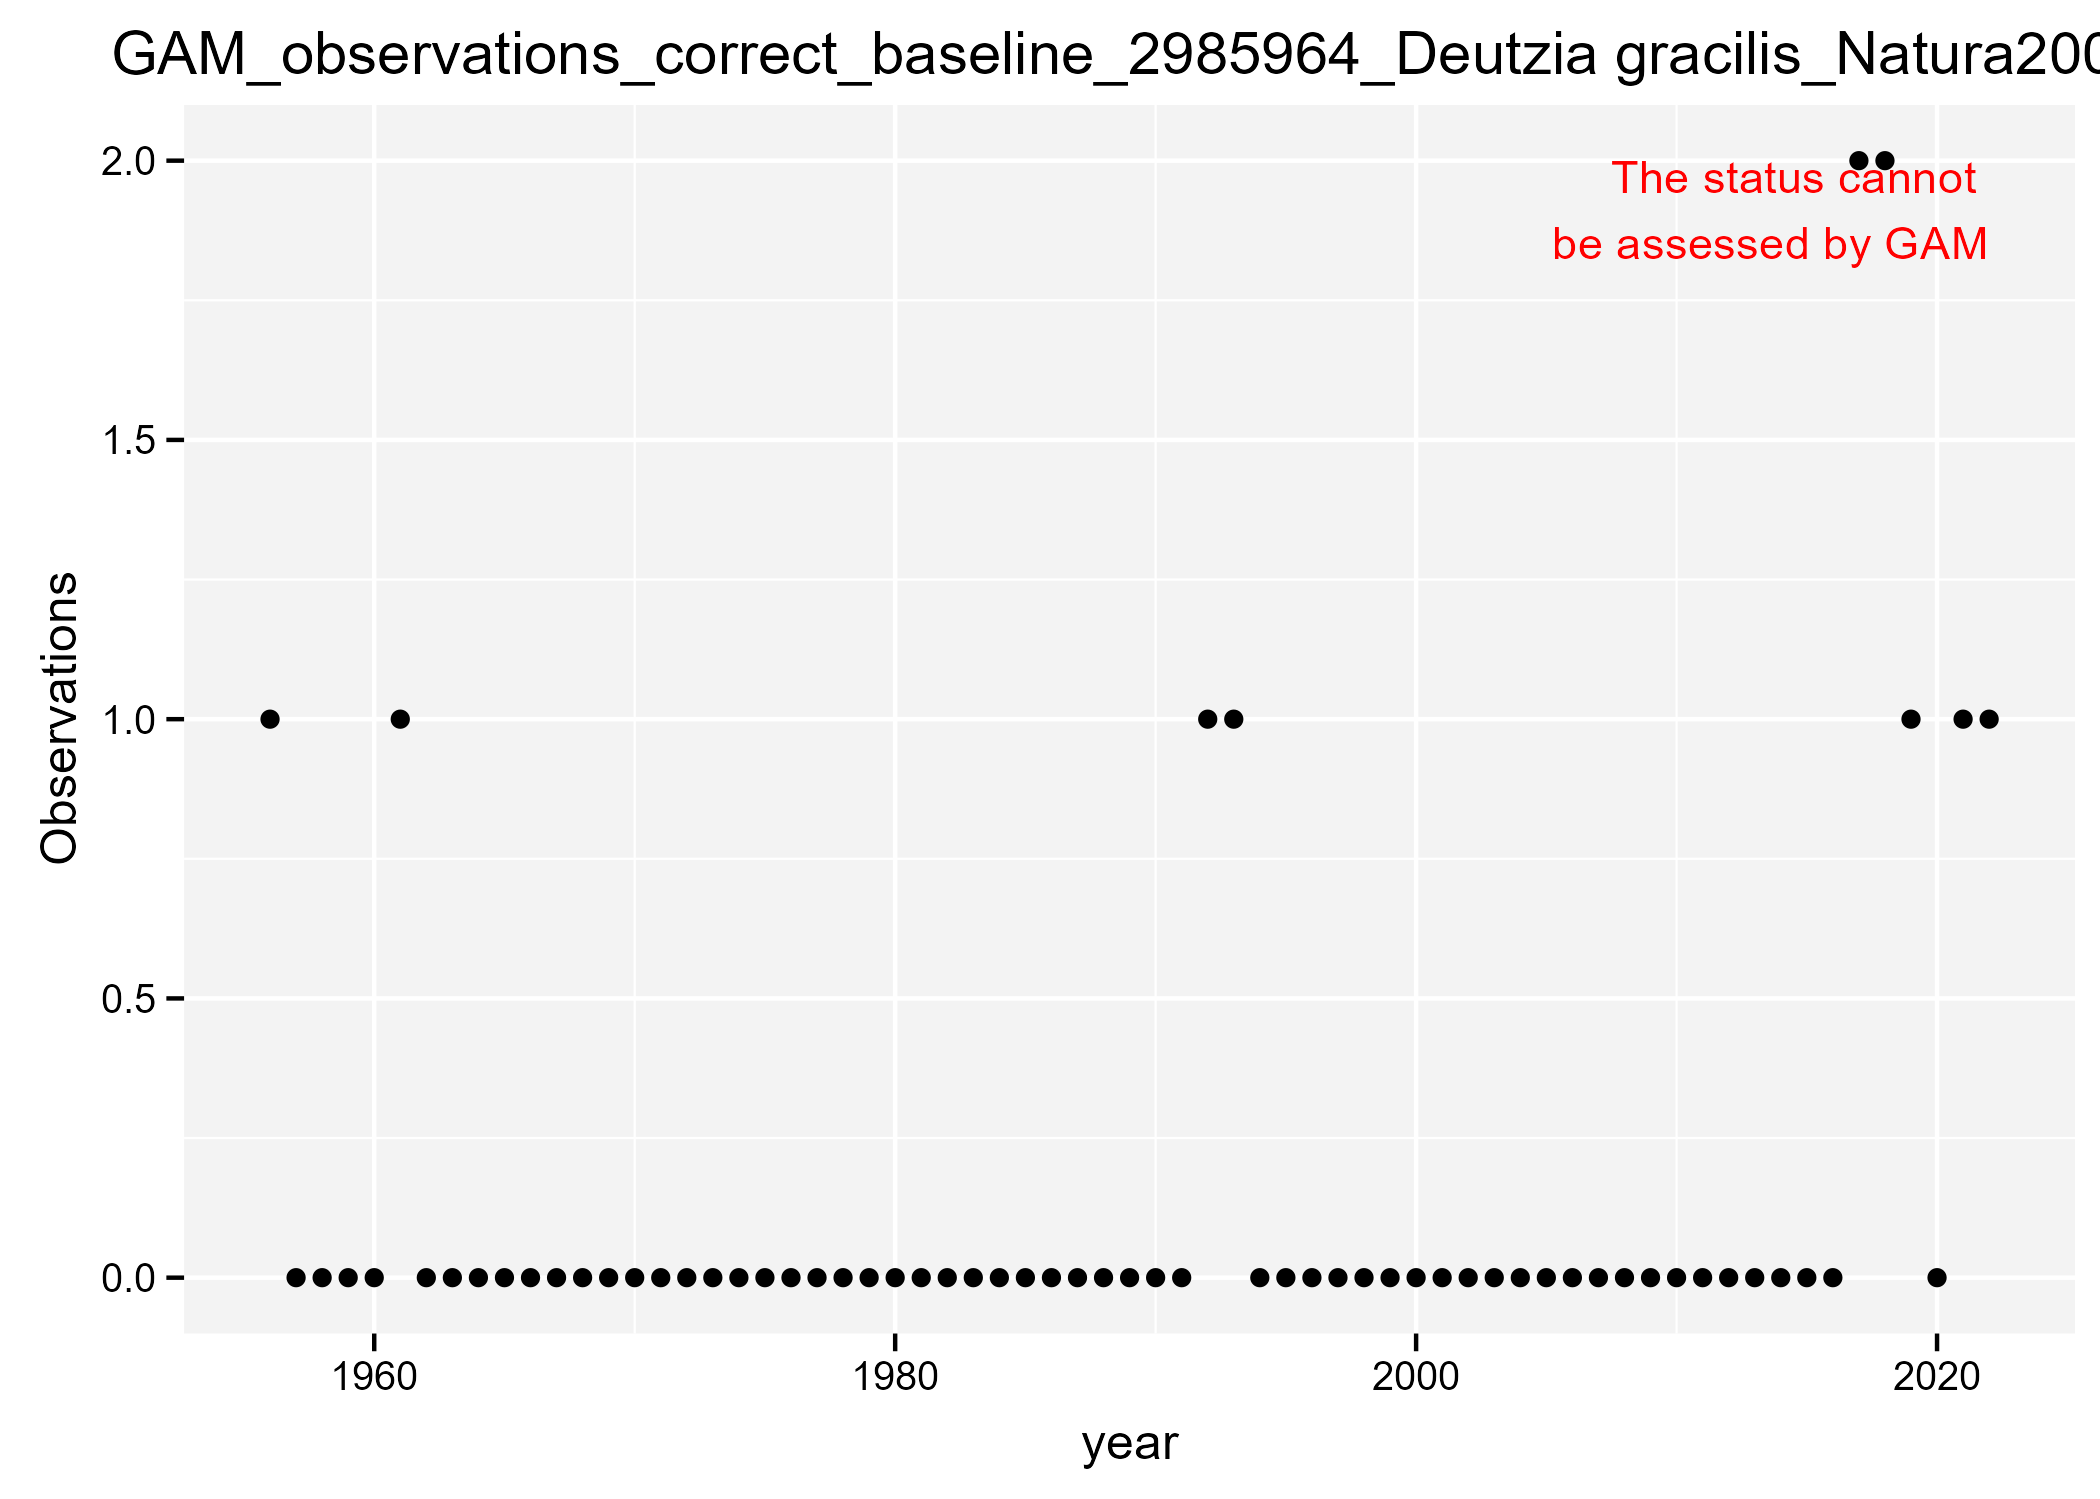 GAM_observations_correct_baseline_2985964_Deutzia gracilis_Natura200
2.0
The status cannot
be assessed by GAM
1.5
1.0
0.5
0.0
Observations
1960 1980 2000 2020
year